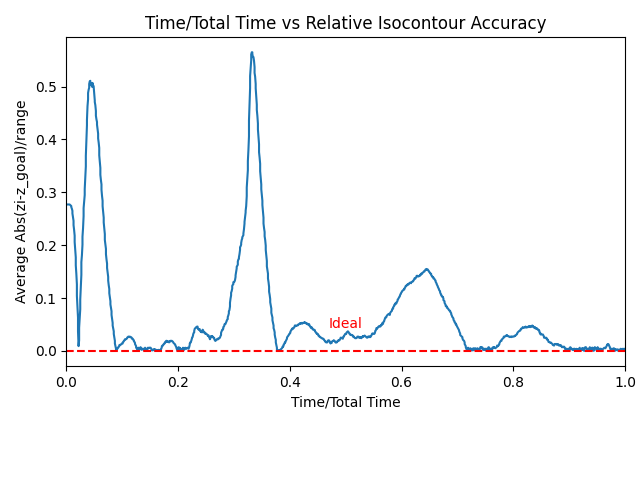 Time/Total Time vs Relative Isocontour Accuracy
Average Abs(zi-z_goal)/range
0.5
0.4
0.3
0.2
0.1
0.0
Ideal
0.0 0.2 0.4 0.6 0.8 1.0
Time/Total Time